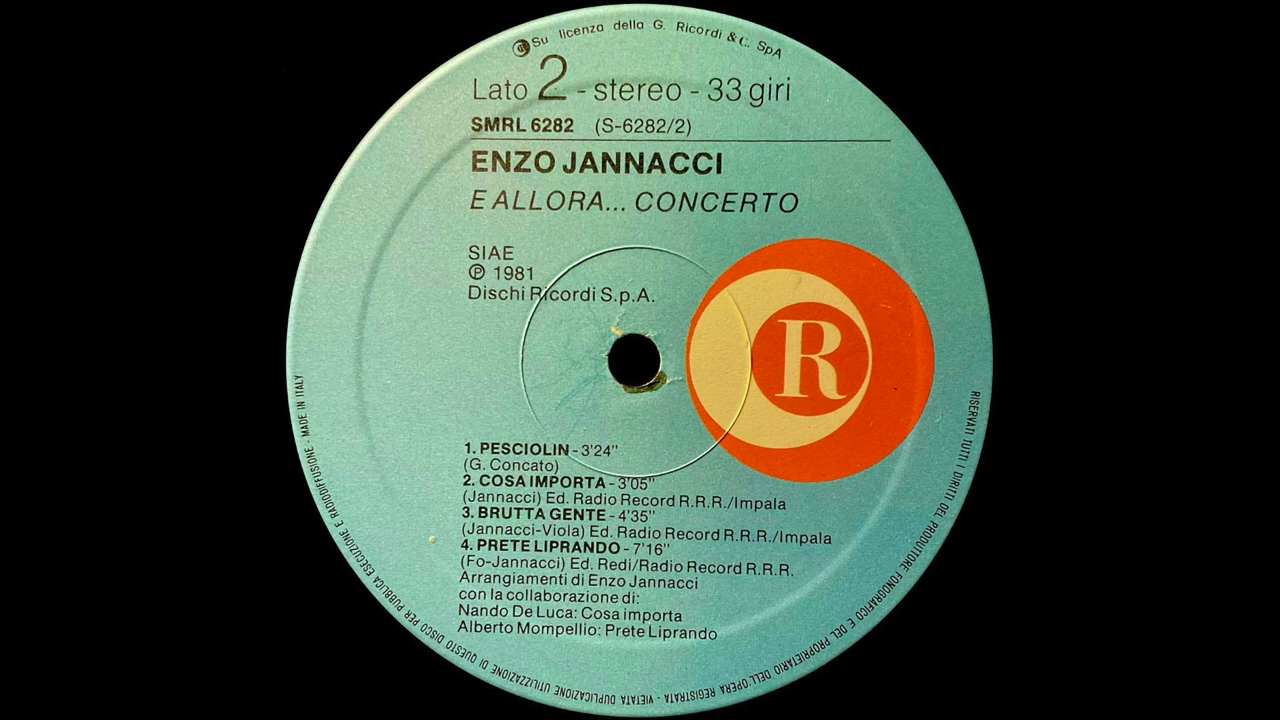 Su licenza della G. Ricordi & C. SpA
Lato 2 - stereo - 33 giri
SMRL 6282 (S-6282/2)
ENZO JANNACCI
E ALLORA... CONCERTO
SIAE
℗ 1981
Dischi Ricordi S.p.A.
R
1. PESCIOLIN - 3'24"
(G. Concato)
2. COSA IMPORTA - 3'05"
(Jannacci) Ed. Radio Record R.R.R./Impala
3. BRUTTA GENTE - 4'35"
(Jannacci-Viola) Ed. Radio Record R.R.R./Impala
4. PRETE LIPRANDO - 7'16"
(Fo-Jannacci) Ed. Redi/Radio Record R.R.R.
Arrangiamenti di Enzo Jannacci
con la collaborazione di:
Nando De Luca: Cosa importa
Alberto Mompellio: Prete Liprando
RISERVATI TUTTI I DIRITTI DEL PRODUTTORE FONOGRAFICO E DEL PROPRIETARIO DELL'OPERA REGISTRATA - VIETATA DUPLICAZIONE UTILIZZAZIONE DI QUESTO DISCO PER PUBBLICA ESECUZIONE E RADIODIFFUSIONE - MADE IN ITALY